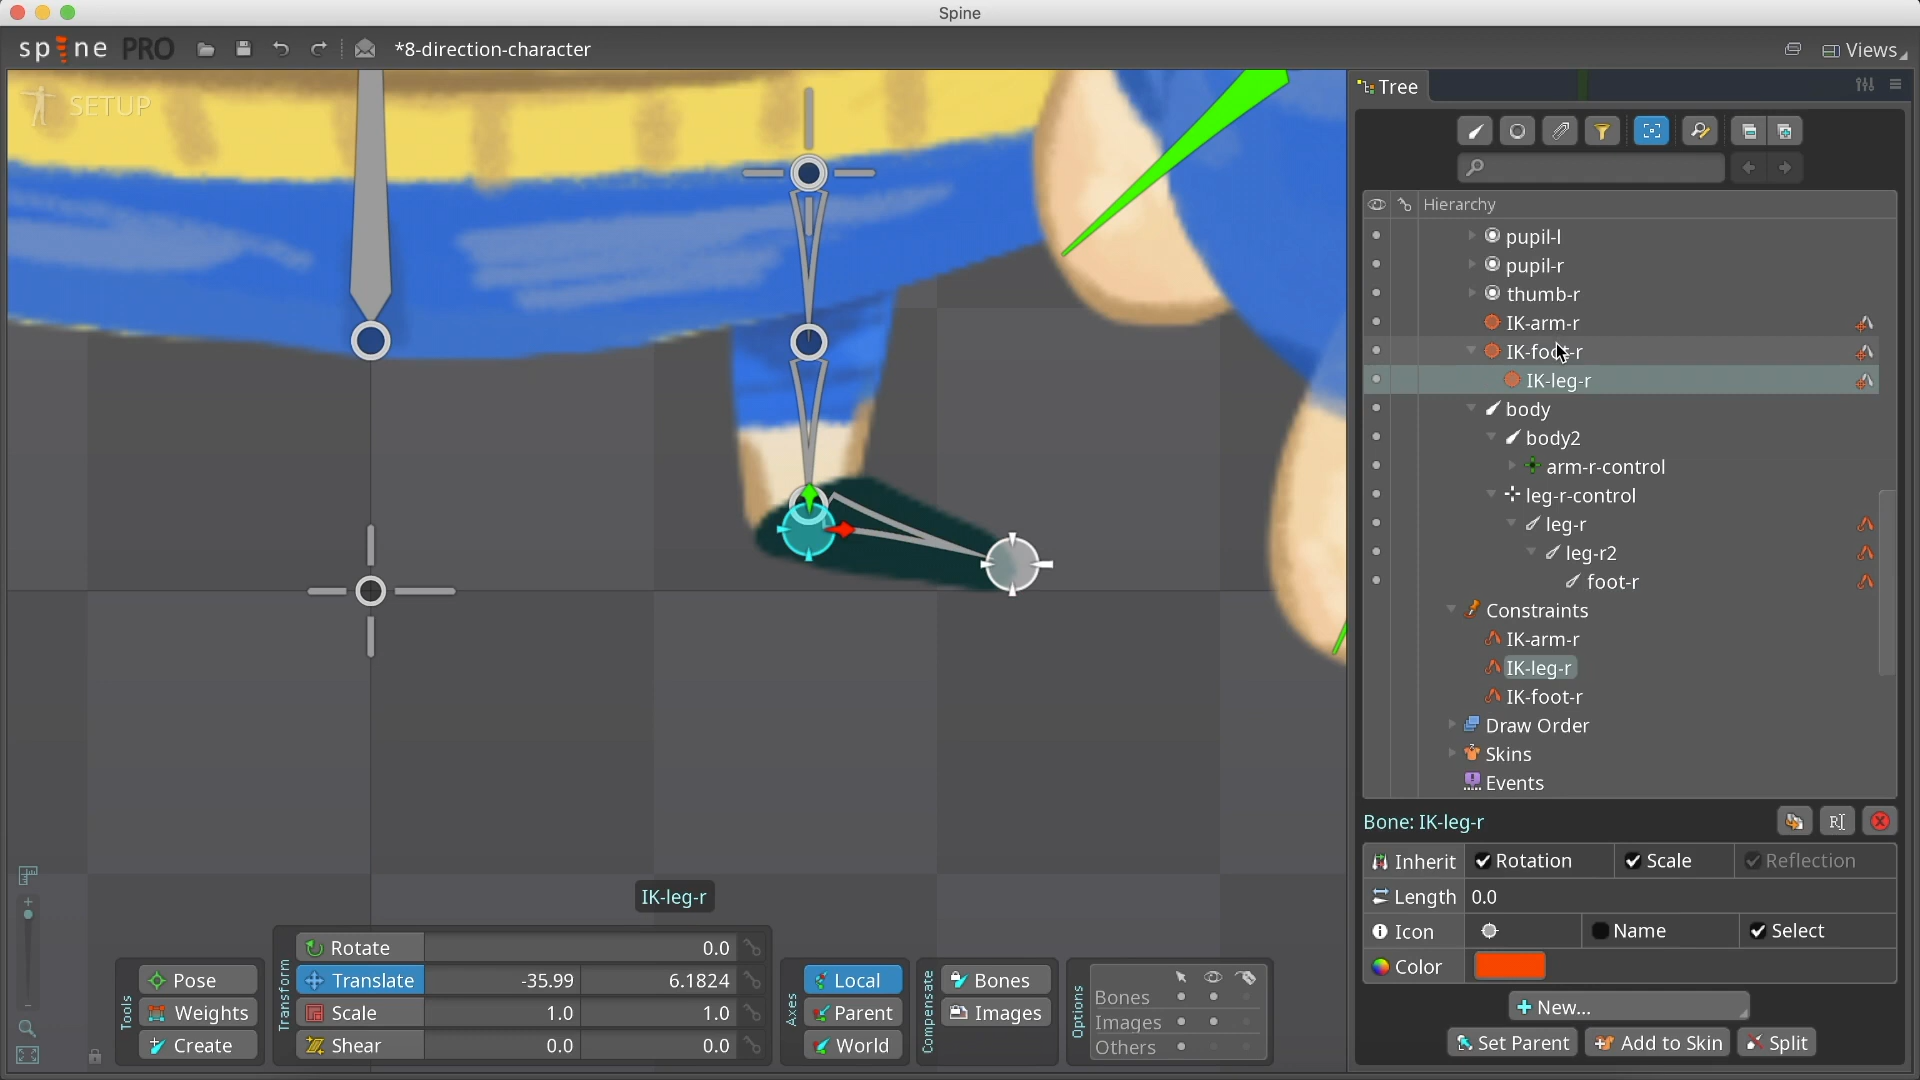 Spine
spine PRO
*8-direction-character
Views
SETUP
Tree
Hierarchy
pupil-l
pupil-r
thumb-r
IK-arm-r
IK-foot-r
IK-leg-r
body
body2
arm-r-control
leg-r-control
leg-r
leg-r2
foot-r
Constraints
IK-arm-r
IK-leg-r
IK-foot-r
Draw Order
Skins
Events
Bone: IK-leg-r
Inherit Rotation Scale Reflection
Length 0.0
Icon Name Select
Color
New...
Set Parent Add to Skin Split
IK-leg-r
Tools
Pose
Weights
Create
Transform
Rotate 0.0
Translate -35.99 6.1824
Scale 1.0 1.0
Shear 0.0 0.0
Axes
Local
Parent
World
Compensate
Bones
Images
Options
Bones
Images
Others